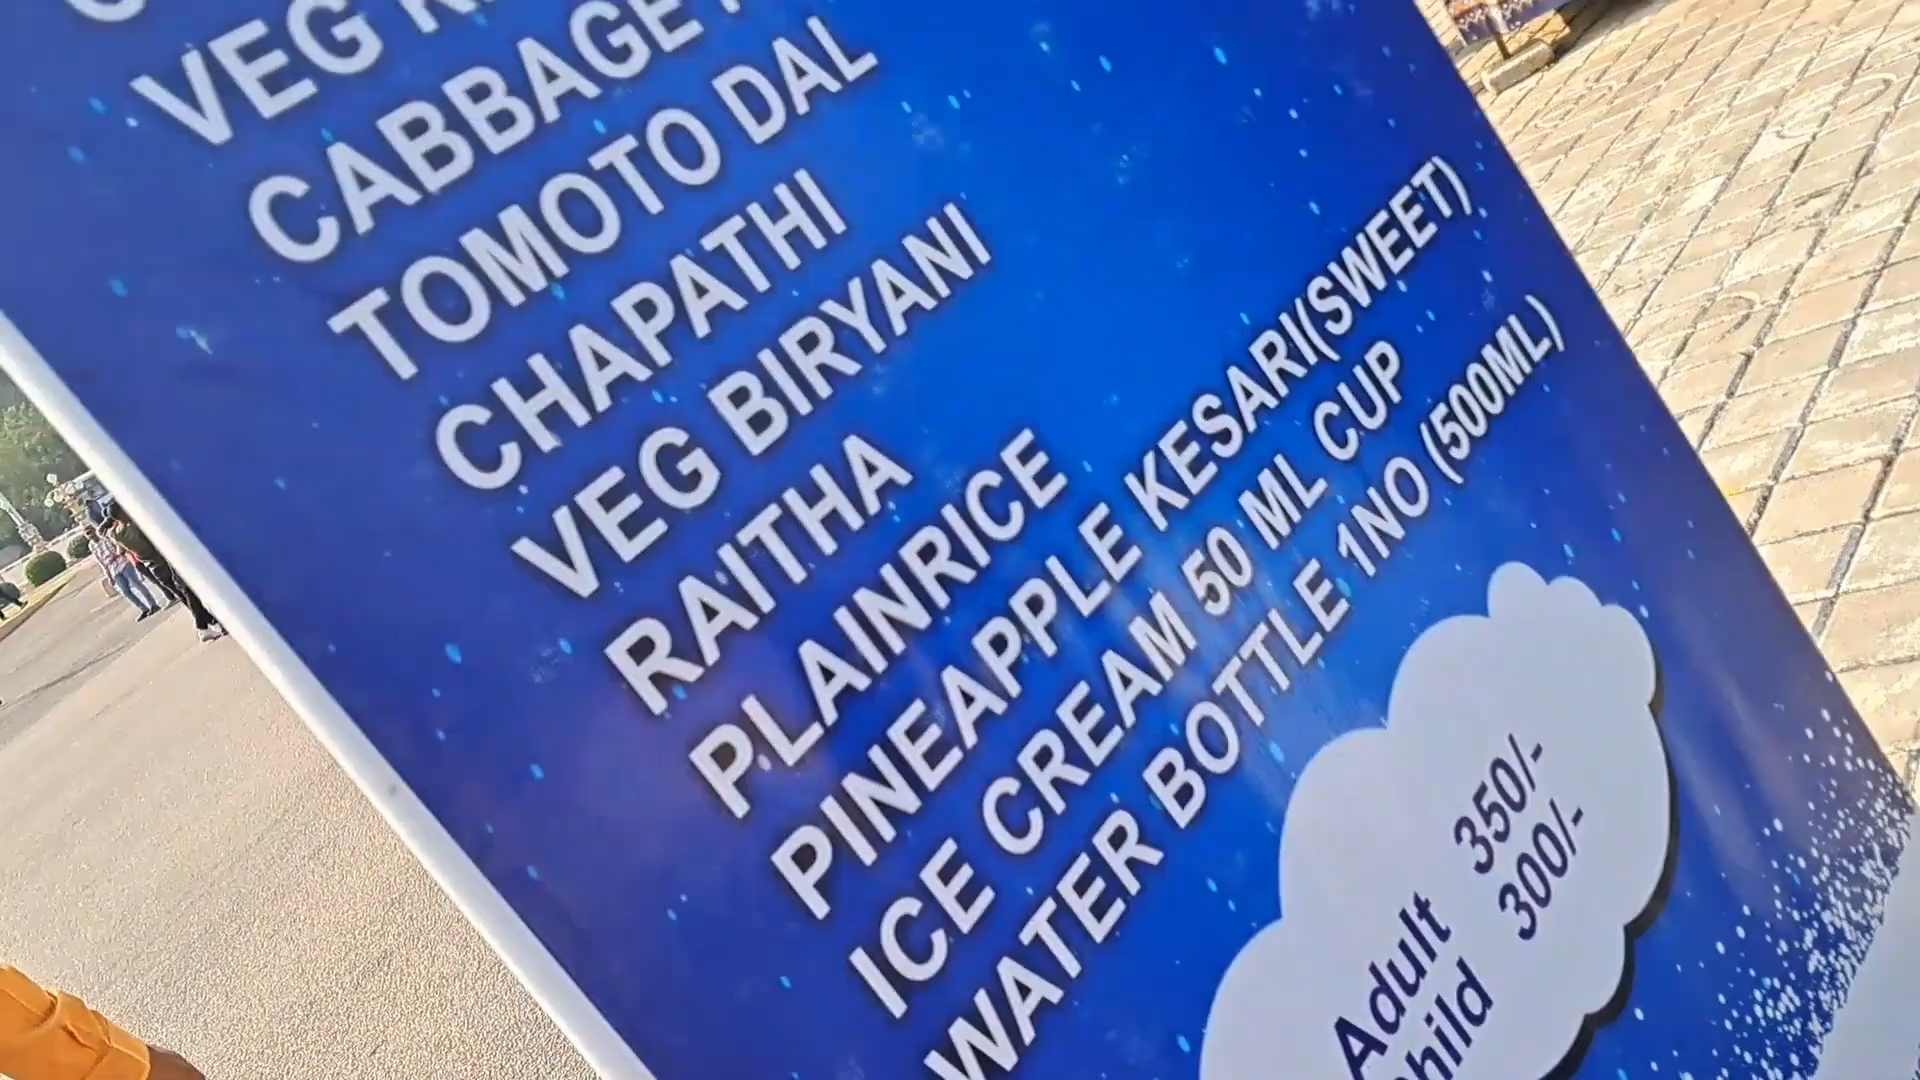 VEG
CABBAGE
TOMOTO DAL
CHAPATHI
VEG BIRYANI
RAITHA
PLAINRICE
PINEAPPLE KESARI(SWEET)
ICE CREAM 50 ML CUP
WATER BOTTLE 1NO (500ML)
Adult 350/-
Child 300/-